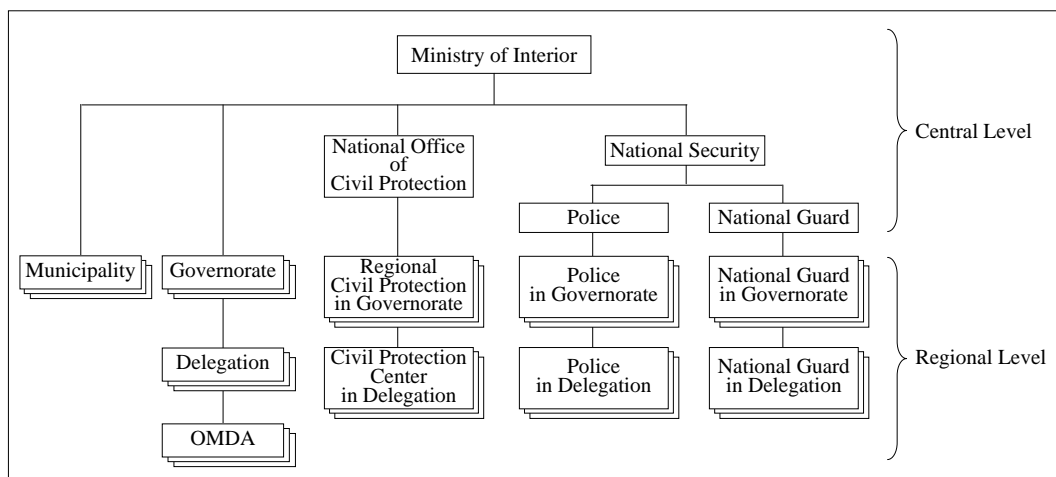 Ministry of Interior
Central Level
National Office
of
Civil Protection
National Security
Police
National Guard
Municipality
Governorate
Regional
Civil Protection
in Governorate
Police
in Governorate
National Guard
in Governorate
Regional Level
Delegation
Civil Protection
Center
in Delegation
Police
in Delegation
National Guard
in Delegation
OMDA